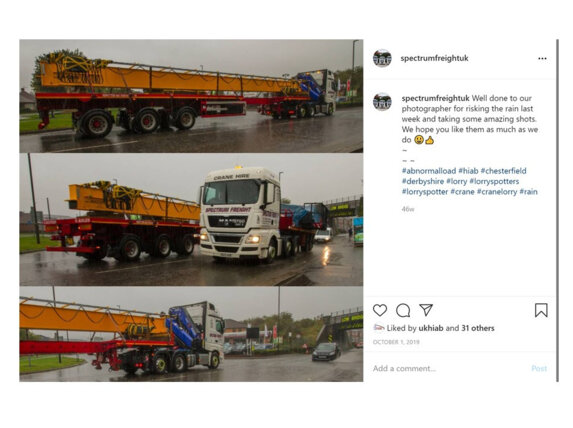 spectrumfreightuk
...
spectrumfreightuk Well done to our
photographer for risking the rain last
week and taking some amazing shots.
We hope you like them as much as we
do 😀👍
~
~ ~
#abnormalload #hiab #chesterfield
#derbyshire #lorry #lorryspotters
#lorryspotter #crane #cranelorry #rain
46w
Liked by ukhiab and 31 others
OCTOBER 1, 2019
Add a comment...
Post
CRANE HIRE
SPECTRUM FREIGHT
MAN